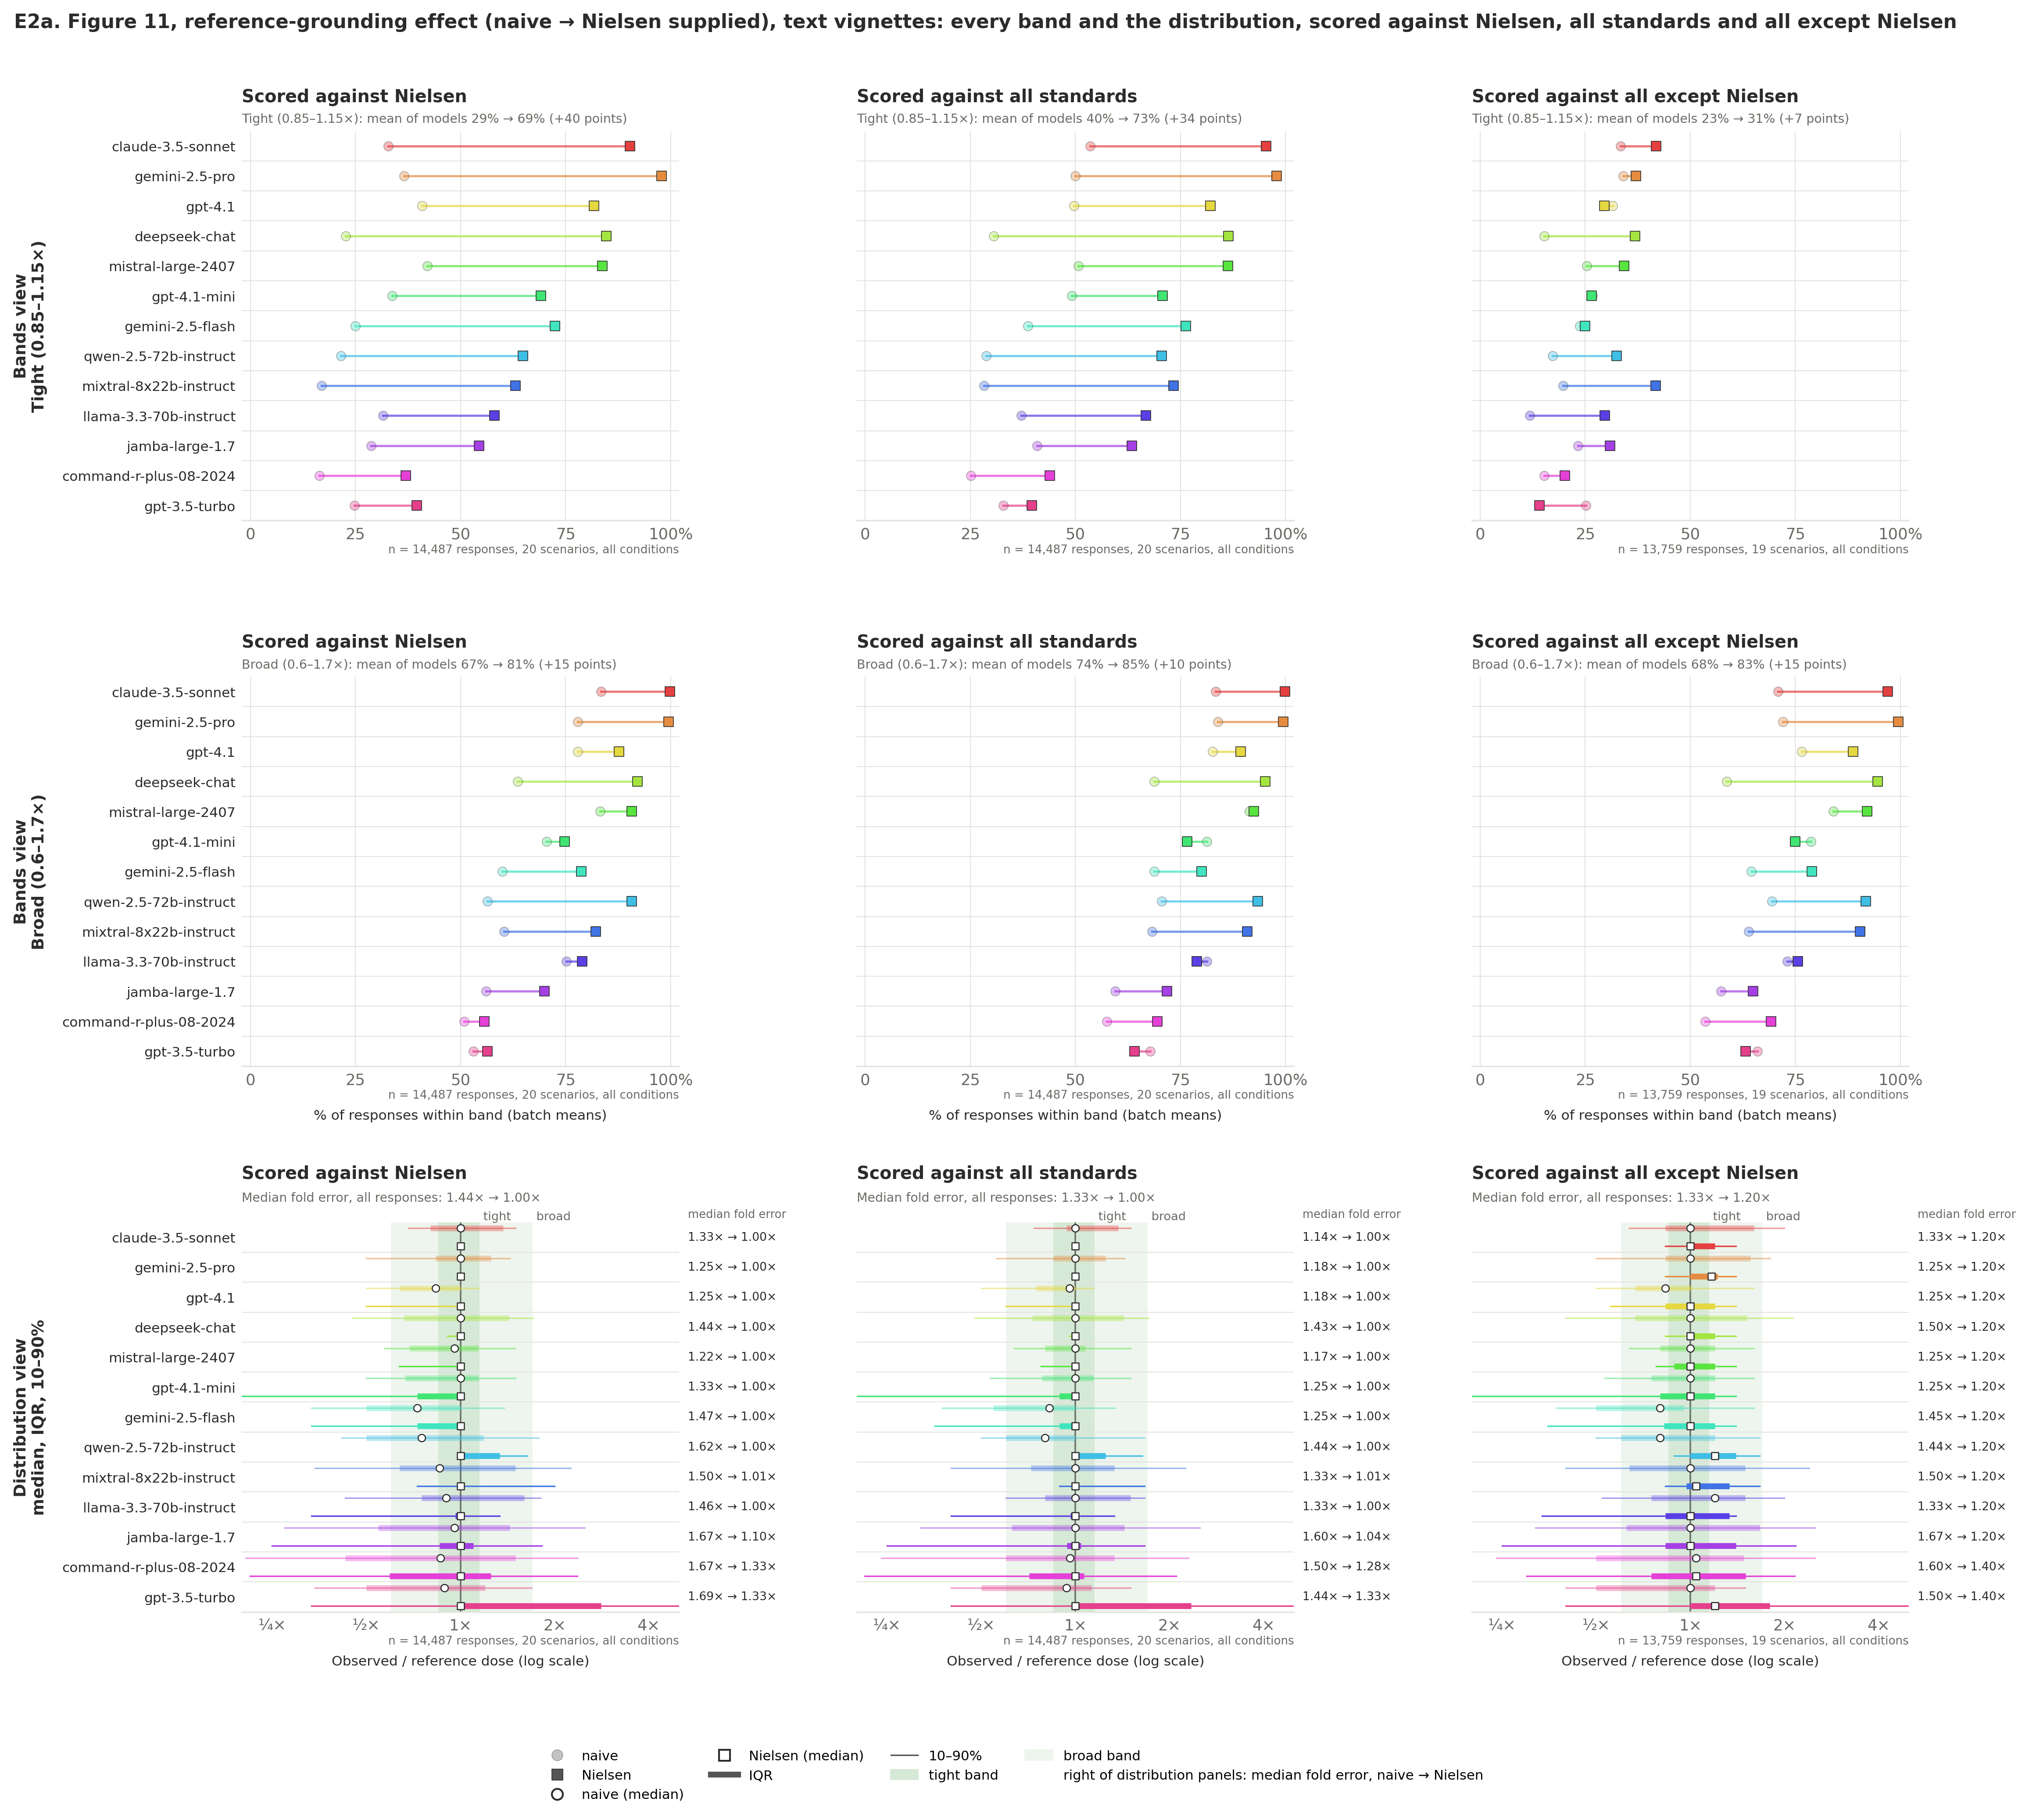 E2a. Figure 11, reference-grounding effect (naive → Nielsen supplied), text vignettes: every band and the distribution, scored against Nielsen, all standards and all except Nielsen
Bands view
Tight (0.85–1.15×)
Scored against Nielsen
Tight (0.85–1.15×): mean of models 29% → 69% (+40 points)
claude-3.5-sonnet
gemini-2.5-pro
gpt-4.1
deepseek-chat
mistral-large-2407
gpt-4.1-mini
gemini-2.5-flash
qwen-2.5-72b-instruct
mixtral-8x22b-instruct
llama-3.3-70b-instruct
jamba-large-1.7
command-r-plus-08-2024
gpt-3.5-turbo
0 25 50 75 100%
n = 14,487 responses, 20 scenarios, all conditions
Scored against all standards
Tight (0.85–1.15×): mean of models 40% → 73% (+34 points)
0 25 50 75 100%
n = 14,487 responses, 20 scenarios, all conditions
Scored against all except Nielsen
Tight (0.85–1.15×): mean of models 23% → 31% (+7 points)
0 25 50 75 100%
n = 13,759 responses, 19 scenarios, all conditions
Bands view
Broad (0.6–1.7×)
Scored against Nielsen
Broad (0.6–1.7×): mean of models 67% → 81% (+15 points)
claude-3.5-sonnet
gemini-2.5-pro
gpt-4.1
deepseek-chat
mistral-large-2407
gpt-4.1-mini
gemini-2.5-flash
qwen-2.5-72b-instruct
mixtral-8x22b-instruct
llama-3.3-70b-instruct
jamba-large-1.7
command-r-plus-08-2024
gpt-3.5-turbo
0 25 50 75 100%
n = 14,487 responses, 20 scenarios, all conditions
% of responses within band (batch means)
Scored against all standards
Broad (0.6–1.7×): mean of models 74% → 85% (+10 points)
0 25 50 75 100%
n = 14,487 responses, 20 scenarios, all conditions
% of responses within band (batch means)
Scored against all except Nielsen
Broad (0.6–1.7×): mean of models 68% → 83% (+15 points)
0 25 50 75 100%
n = 13,759 responses, 19 scenarios, all conditions
% of responses within band (batch means)
Distribution view
median, IQR, 10–90%
Scored against Nielsen
Median fold error, all responses: 1.44× → 1.00×
tight broad median fold error
claude-3.5-sonnet 1.33× → 1.00×
gemini-2.5-pro 1.25× → 1.00×
gpt-4.1 1.25× → 1.00×
deepseek-chat 1.44× → 1.00×
mistral-large-2407 1.22× → 1.00×
gpt-4.1-mini 1.33× → 1.00×
gemini-2.5-flash 1.47× → 1.00×
qwen-2.5-72b-instruct 1.62× → 1.00×
mixtral-8x22b-instruct 1.50× → 1.01×
llama-3.3-70b-instruct 1.46× → 1.00×
jamba-large-1.7 1.67× → 1.10×
command-r-plus-08-2024 1.67× → 1.33×
gpt-3.5-turbo 1.69× → 1.33×
¼× ½× 1× 2× 4×
n = 14,487 responses, 20 scenarios, all conditions
Observed / reference dose (log scale)
Scored against all standards
Median fold error, all responses: 1.33× → 1.00×
tight broad median fold error
1.14× → 1.00×
1.18× → 1.00×
1.18× → 1.00×
1.43× → 1.00×
1.17× → 1.00×
1.25× → 1.00×
1.25× → 1.00×
1.44× → 1.00×
1.33× → 1.01×
1.33× → 1.00×
1.60× → 1.04×
1.50× → 1.28×
1.44× → 1.33×
¼× ½× 1× 2× 4×
n = 14,487 responses, 20 scenarios, all conditions
Observed / reference dose (log scale)
Scored against all except Nielsen
Median fold error, all responses: 1.33× → 1.20×
tight broad median fold error
1.33× → 1.20×
1.25× → 1.20×
1.25× → 1.20×
1.50× → 1.20×
1.25× → 1.20×
1.25× → 1.20×
1.45× → 1.20×
1.44× → 1.20×
1.50× → 1.20×
1.33× → 1.20×
1.67× → 1.20×
1.60× → 1.40×
1.50× → 1.40×
¼× ½× 1× 2× 4×
n = 13,759 responses, 19 scenarios, all conditions
Observed / reference dose (log scale)
naive
Nielsen
naive (median)
Nielsen (median)
IQR
10–90%
tight band
broad band
right of distribution panels: median fold error, naive → Nielsen